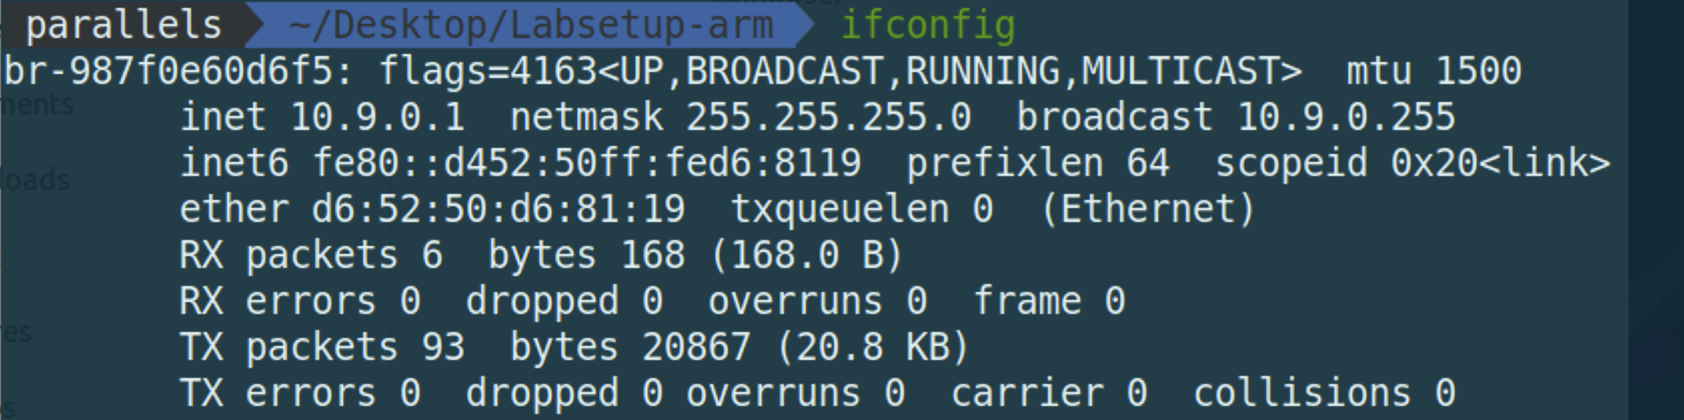 parallels ~/Desktop/Labsetup-arm ifconfig
br-987f0e60d6f5: flags=4163<UP,BROADCAST,RUNNING,MULTICAST>  mtu 1500
        inet 10.9.0.1  netmask 255.255.255.0  broadcast 10.9.0.255
        inet6 fe80::d452:50ff:fed6:8119  prefixlen 64  scopeid 0x20<link>
        ether d6:52:50:d6:81:19  txqueuelen 0  (Ethernet)
        RX packets 6  bytes 168 (168.0 B)
        RX errors 0  dropped 0  overruns 0  frame 0
        TX packets 93  bytes 20867 (20.8 KB)
        TX errors 0  dropped 0 overruns 0  carrier 0  collisions 0